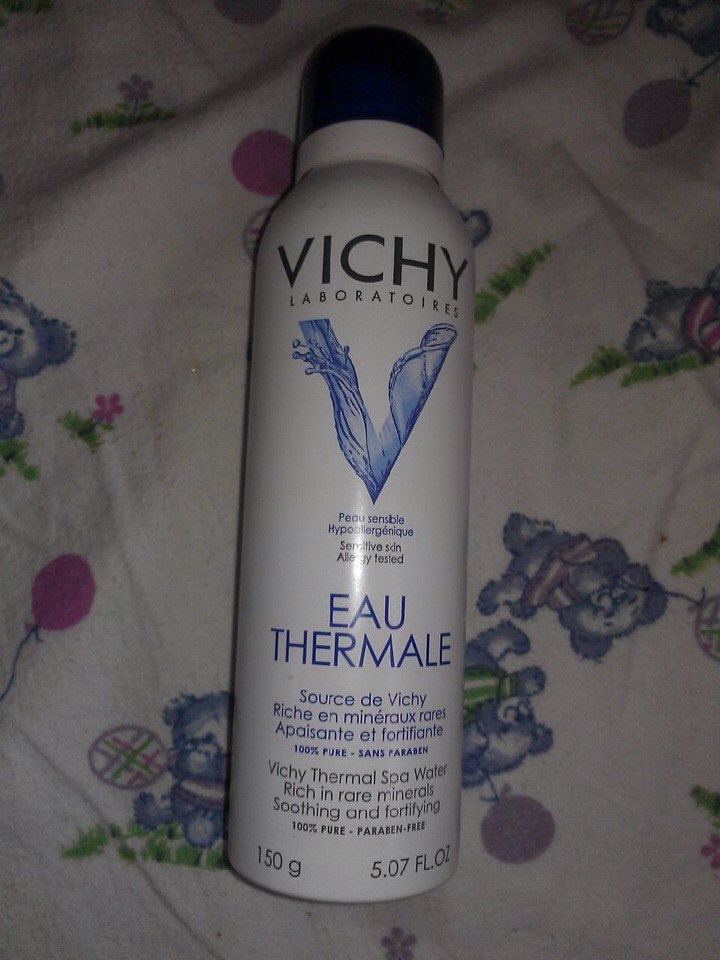 VICHY
LABORATOIRES
Peau sensible
Hypoallergénique
Sensitive skin
Allergy tested
EAU
THERMALE
Source de Vichy
Riche en minéraux rares
Apaisante et fortifiante
100% PURE - SANS PARABEN
Vichy Thermal Spa Water
Rich in rare minerals
Soothing and fortifying
100% PURE - PARABEN-FREE
150 g 5.07 FL.OZ